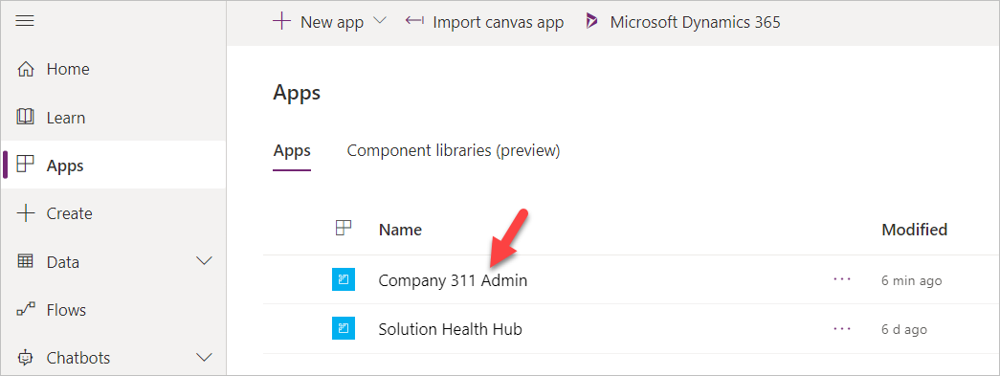 New app Import canvas app Microsoft Dynamics 365
Home
Learn
Apps
Create
Data
Flows
Chatbots
Apps
Apps Component libraries (preview)
Name Modified
Company 311 Admin ... 6 min ago
Solution Health Hub ... 6 d ago